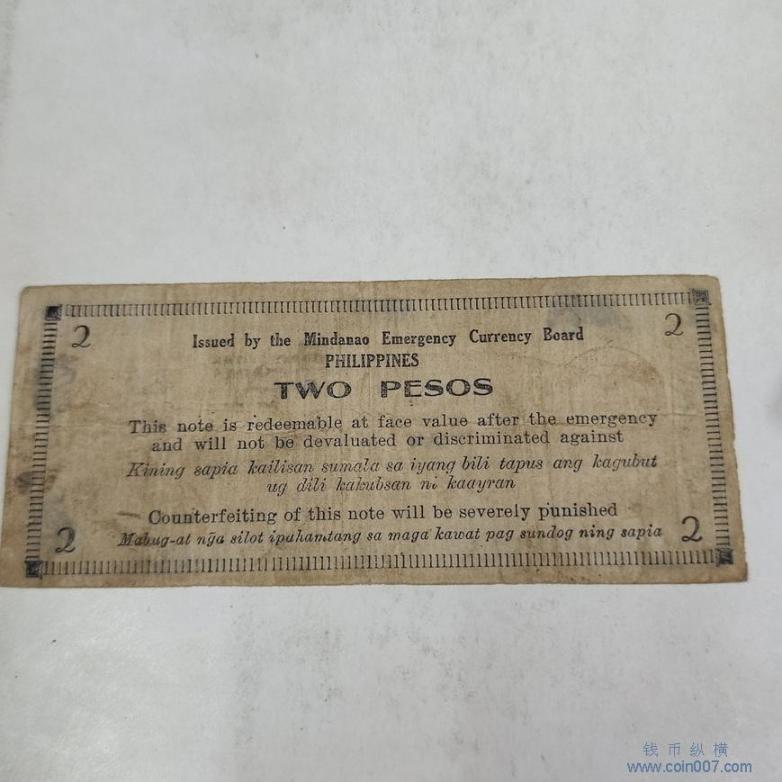 2
2
Issued by the Mindanao Emergency Currency Board
PHILIPPINES
TWO PESOS
This note is redeemable at face value after the emergency
and will not be devaluated or discriminated against
Kining sapia kailisan sumala sa iyang bili tapus ang kagubut
ug dili kakubsan ni kaayran
Counterfeiting of this note will be severely punished
Mabug-at nga silot ipahamtang sa maga kawat pag sundog ning sapia
2
2
钱币纵横
www.coin007.com